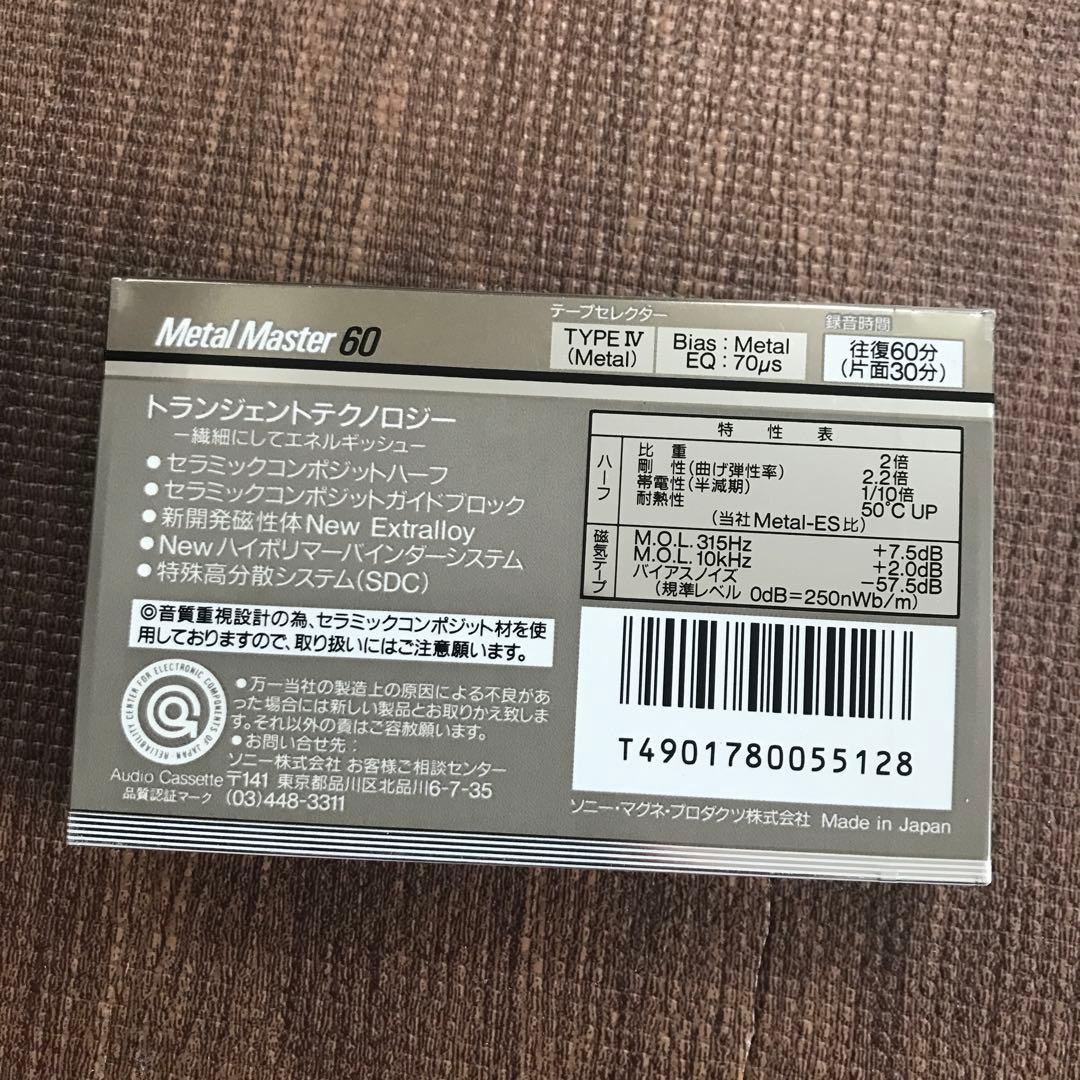 Metal Master 60
テープセレクター
TYPE Ⅳ
(Metal)
Bias : Metal
EQ : 70μs
録音時間
往復60分
(片面30分)
トランジェントテクノロジー
—繊細にしてエネルギッシュ—
●セラミックコンポジットハーフ
●セラミックコンポジットガイドブロック
●新開発磁性体New Extralloy
●Newハイポリマーバインダーシステム
●特殊高分散システム(SDC)
◎音質重視設計の為、セラミックコンポジット材を使
用しておりますので、取り扱いにはご注意願います。
特 性 表
ハーフ
比 重 2倍
剛 性(曲げ弾性率) 2.2倍
帯電性(半減期) 1/10倍
耐熱性 50℃ UP
(当社Metal-ES比)
磁気テープ
M.O.L. 315Hz +7.5dB
M.O.L. 10kHz +2.0dB
バイアスノイズ −57.5dB
(規準レベル 0dB=250nWb/m)
RELIABILITY CENTER FOR ELECTRONIC COMPONENTS OF JAPAN
Audio Cassette
品質認証マーク
●万一当社の製造上の原因による不良があ
った場合には新しい製品とお取りかえ致しま
す。それ以外の責はご容赦願います。
●お問い合せ先:
ソニー株式会社 お客様ご相談センター
〒141 東京都品川区北品川6-7-35
(03)448-3311
T4901780055128
ソニー・マグネ・プロダクツ株式会社 Made in Japan